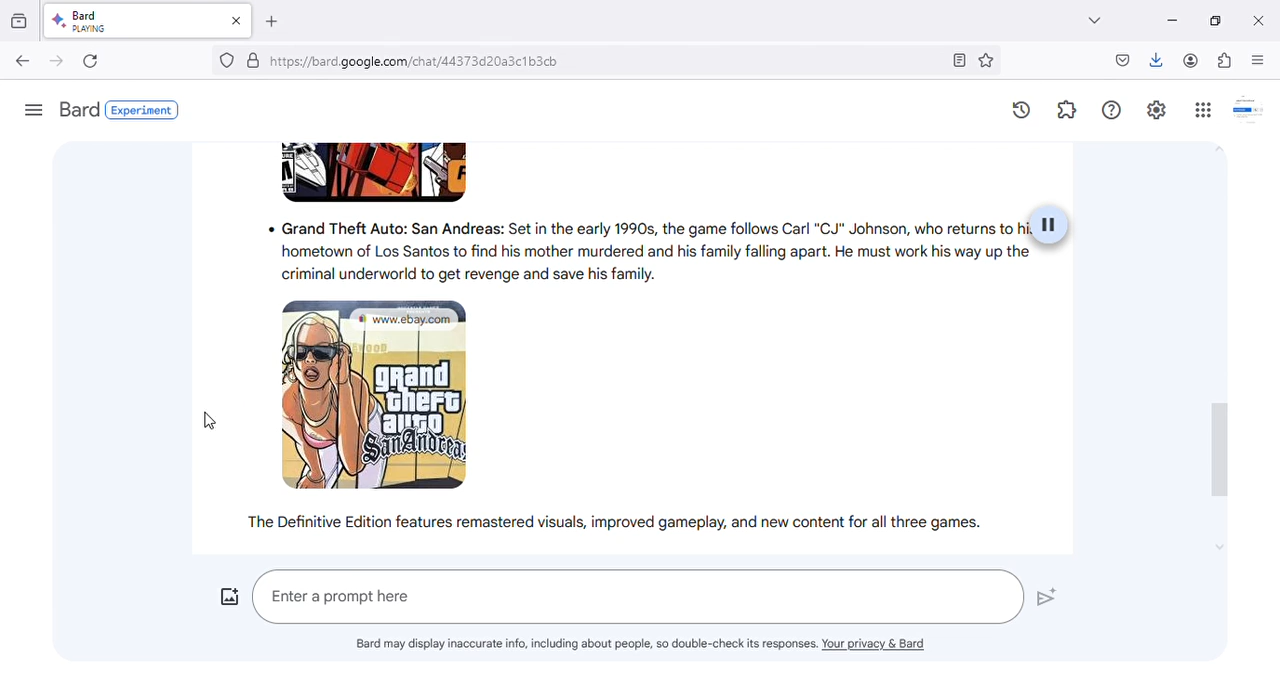 Bard
PLAYING
https://bard.google.com/chat/44373d20a3c1b3cb
Bard Experiment
Grand Theft Auto: San Andreas: Set in the early 1990s, the game follows Carl "CJ" Johnson, who returns to his
hometown of Los Santos to find his mother murdered and his family falling apart. He must work his way up the
criminal underworld to get revenge and save his family.
www.ebay.com
grand
theft
auto
SanAndreas
The Definitive Edition features remastered visuals, improved gameplay, and new content for all three games.
Enter a prompt here
Bard may display inaccurate info, including about people, so double-check its responses. Your privacy & Bard